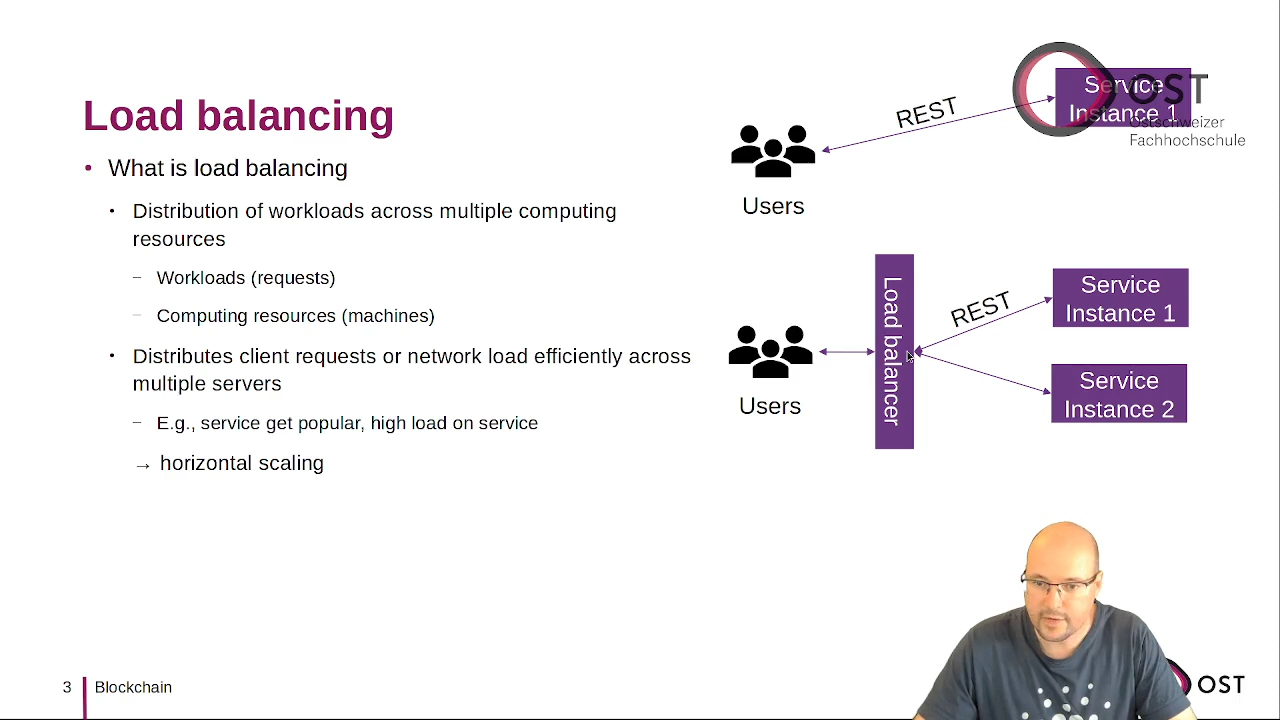 Load balancing
• What is load balancing
• Distribution of workloads across multiple computing
resources
– Workloads (requests)
– Computing resources (machines)
• Distributes client requests or network load efficiently across
multiple servers
– E.g., service get popular, high load on service
→ horizontal scaling
REST
Service
Instance 1
OST
Ostschweizer
Fachhochschule
Users
Load balancer
REST
Service
Instance 1
Service
Instance 2
Users
3
Blockchain
OST